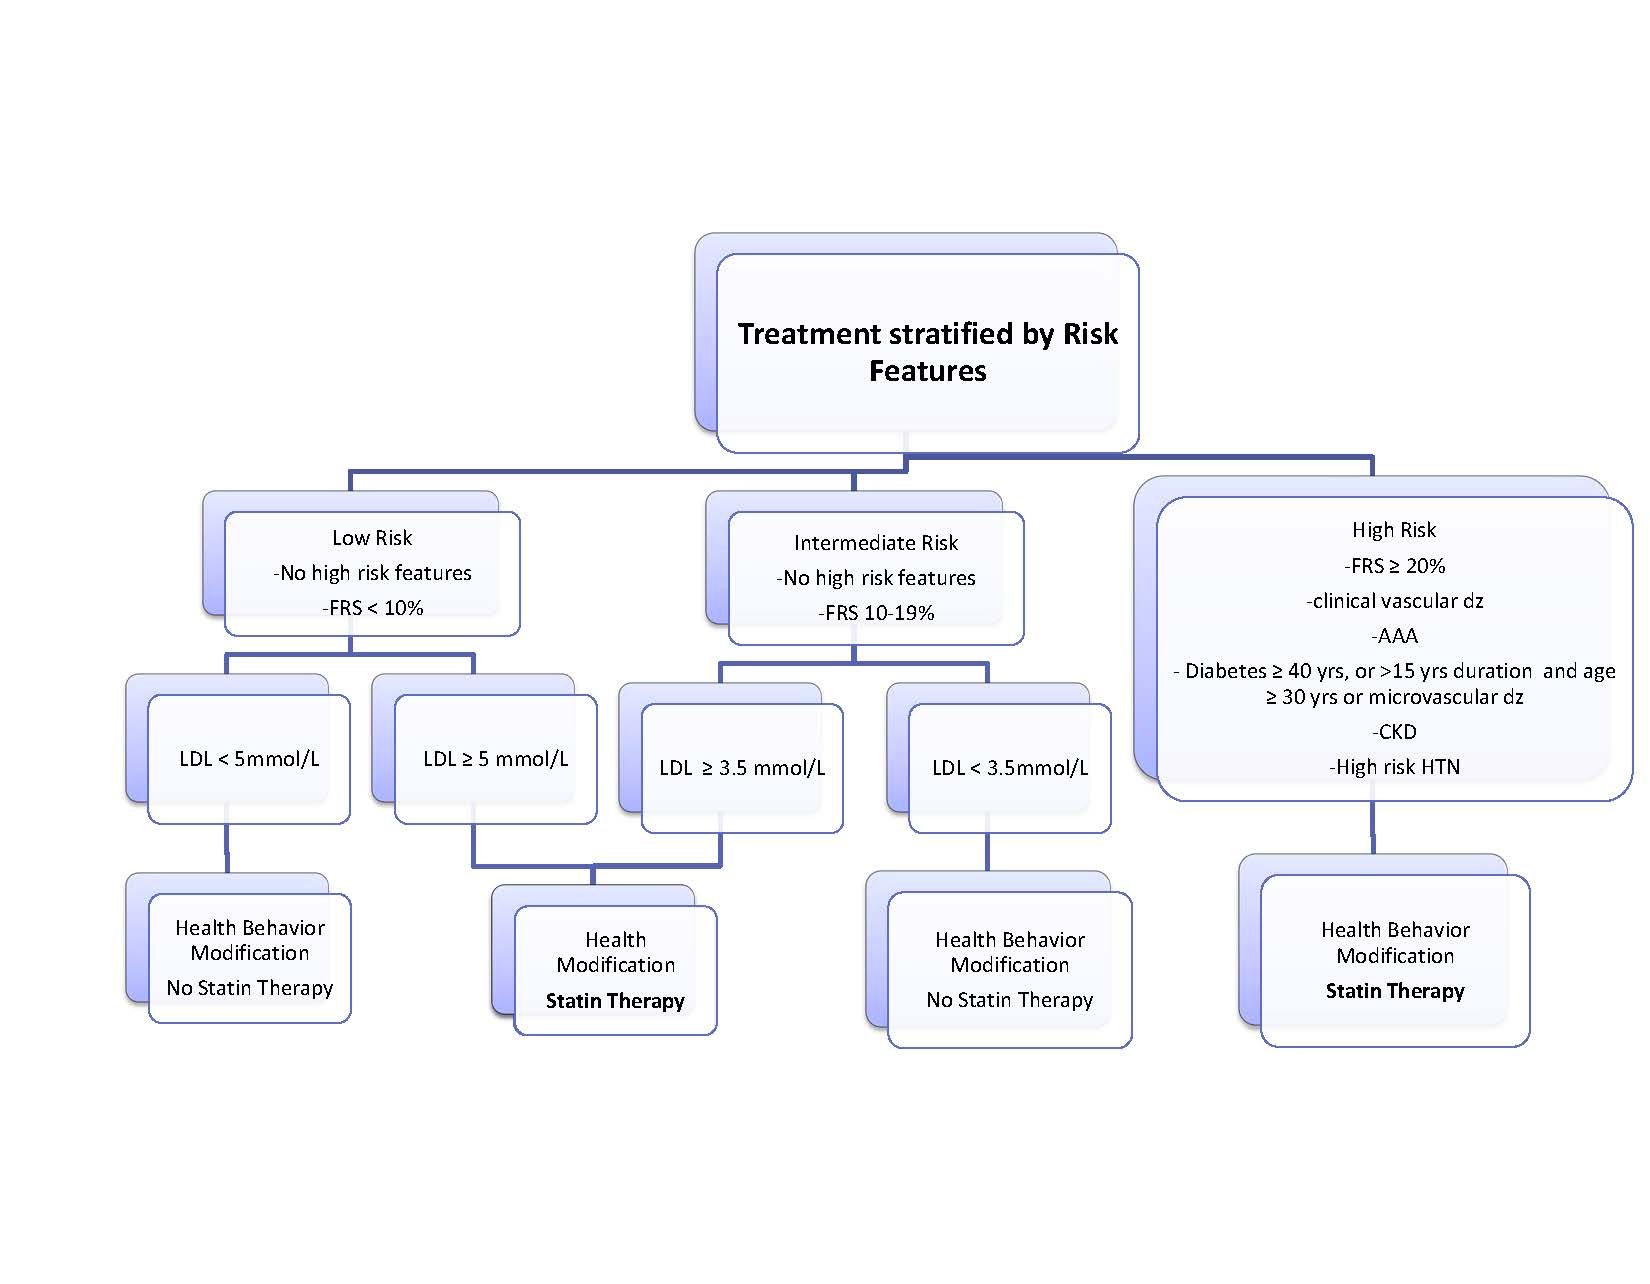 Treatment stratified by Risk
Features
Low Risk
-No high risk features
-FRS < 10%
Intermediate Risk
-No high risk features
-FRS 10-19%
High Risk
-FRS ≥ 20%
-clinical vascular dz
-AAA
- Diabetes ≥ 40 yrs, or >15 yrs duration and age
≥ 30 yrs or microvascular dz
-CKD
-High risk HTN
LDL < 5mmol/L
LDL ≥ 5 mmol/L
LDL ≥ 3.5 mmol/L
LDL < 3.5mmol/L
Health Behavior
Modification
No Statin Therapy
Health
Modification
Statin Therapy
Health Behavior
Modification
No Statin Therapy
Health Behavior
Modification
Statin Therapy